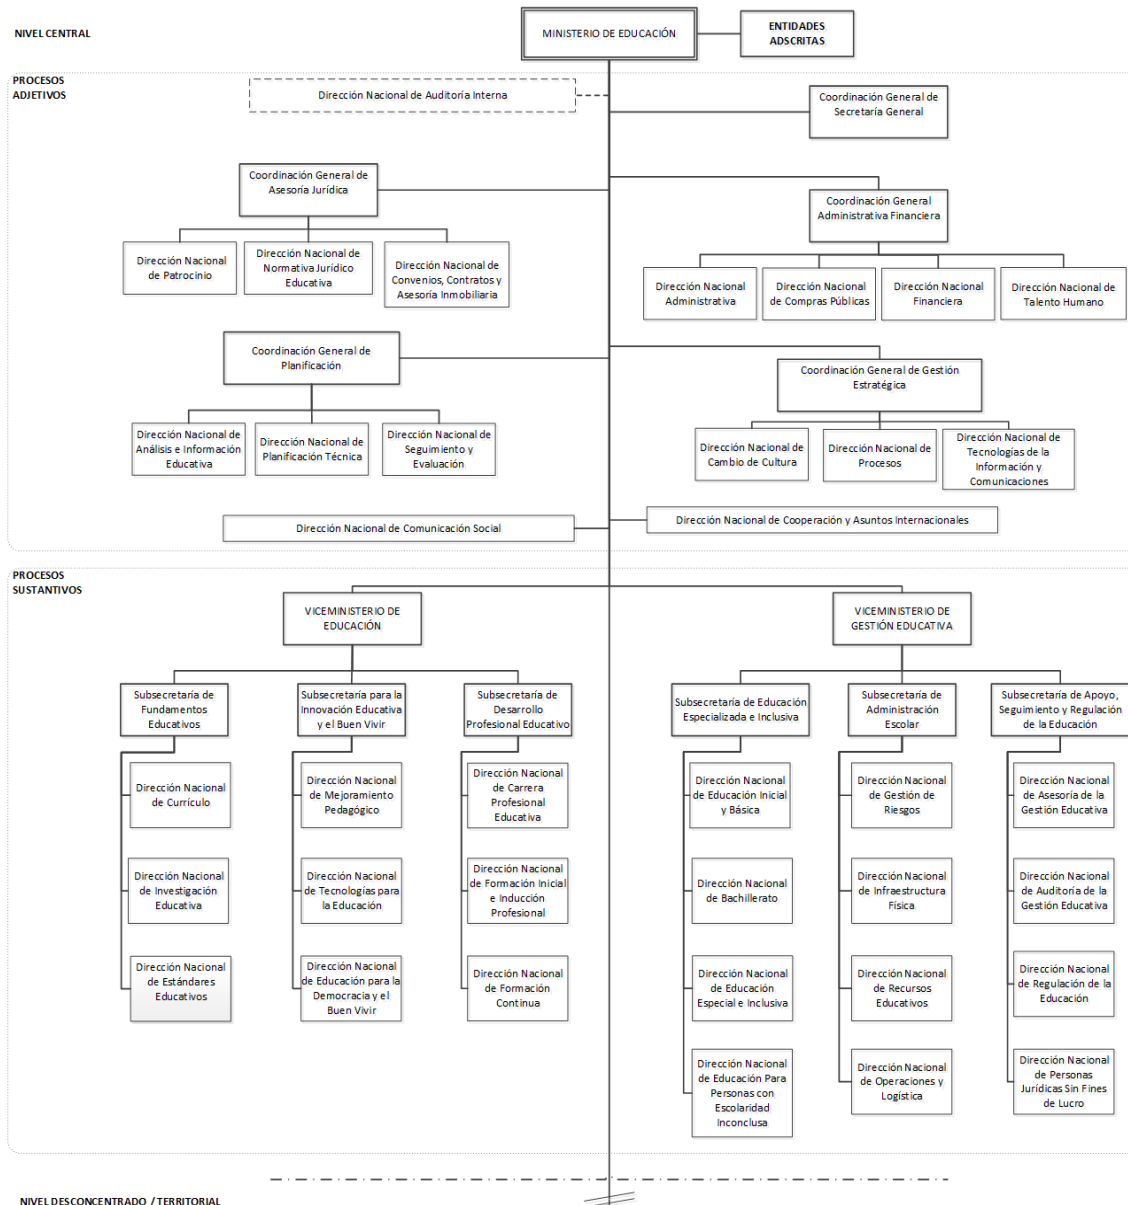 NIVEL CENTRAL
MINISTERIO DE EDUCACIÓN
ENTIDADES
ADSCRITAS
PROCESOS
ADJETIVOS
Dirección Nacional de Auditoría Interna
Coordinación General de
Secretaría General
Coordinación General de
Asesoría Jurídica
Coordinación General
Administrativa Financiera
Dirección Nacional
de Patrocinio
Dirección Nacional de
Normativa Jurídico
Educativa
Dirección Nacional de
Convenios, Contratos y
Asesoría Inmobiliaria
Dirección Nacional
Administrativa
Dirección Nacional
de Compras Públicas
Dirección Nacional
Financiera
Dirección Nacional de
Talento Humano
Coordinación General de
Planificación
Coordinación General de Gestión
Estratégica
Dirección Nacional de
Análisis e Información
Educativa
Dirección Nacional de
Planificación Técnica
Dirección Nacional de
Seguimiento y
Evaluación
Dirección Nacional de
Cambio de Cultura
Dirección Nacional de
Procesos
Dirección Nacional de
Tecnologías de la
Información y
Comunicaciones
Dirección Nacional de Comunicación Social
Dirección Nacional de Cooperación y Asuntos Internacionales
PROCESOS
SUSTANTIVOS
VICEMINISTERIO DE
EDUCACIÓN
VICEMINISTERIO DE
GESTIÓN EDUCATIVA
Subsecretaría de
Fundamentos
Educativos
Subsecretaría para la
Innovación Educativa
y el Buen Vivir
Subsecretaría de
Desarrollo
Profesional Educativo
Subsecretaría de Educación
Especializada e Inclusiva
Subsecretaría de
Administración
Escolar
Subsecretaría de Apoyo,
Seguimiento y Regulación
de la Educación
Dirección Nacional
de Currículo
Dirección Nacional
de Mejoramiento
Pedagógico
Dirección Nacional
de Carrera
Profesional
Educativa
Dirección Nacional
de Educación Inicial
y Básica
Dirección Nacional
de Gestión de
Riesgos
Dirección Nacional
de Asesoría de la
Gestión Educativa
Dirección Nacional
de Investigación
Educativa
Dirección Nacional
de Tecnologías para
la Educación
Dirección Nacional
de Formación Inicial
e Inducción
Profesional
Dirección Nacional
de Bachillerato
Dirección Nacional
de Infraestructura
Física
Dirección Nacional
de Auditoría de la
Gestión Educativa
Dirección Nacional
de Estándares
Educativos
Dirección Nacional
de Educación para la
Democracia y el
Buen Vivir
Dirección Nacional
de Formación
Continua
Dirección Nacional
de Educación
Especial e Inclusiva
Dirección Nacional
de Recursos
Educativos
Dirección Nacional
de Regulación de la
Educación
Dirección Nacional
de Educación Para
Personas con
Escolaridad
Inconclusa
Dirección Nacional
de Operaciones y
Logística
Dirección Nacional
de Personas
Jurídicas Sin Fines
de Lucro
NIVEL DESCONCENTRADO / TERRITORIAL